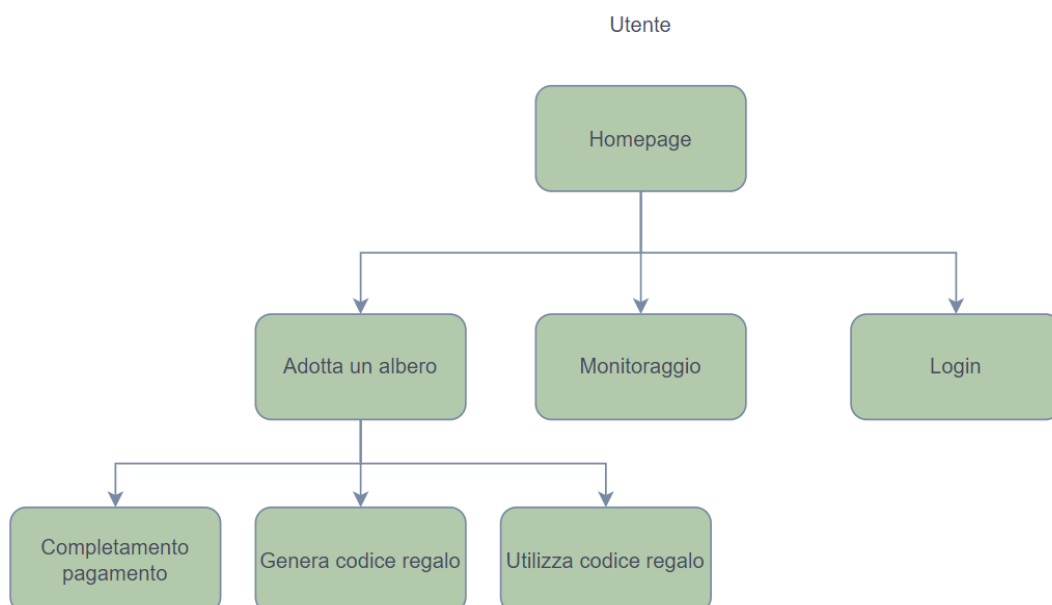 Utente
Homepage
Adotta un albero
Monitoraggio
Login
Completamento
pagamento
Genera codice regalo
Utilizza codice regalo